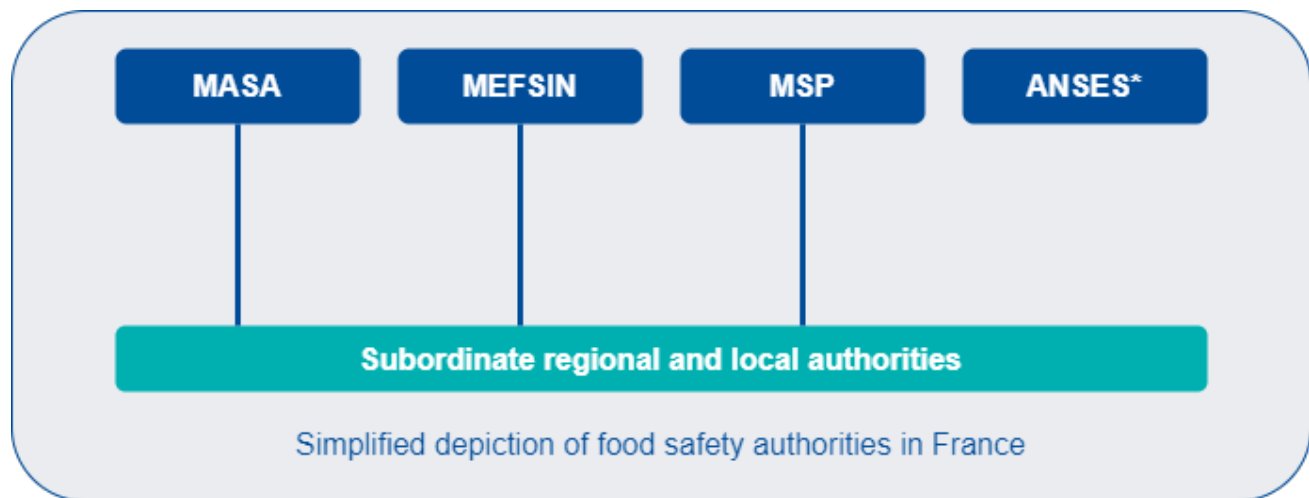 MASA MEFSIN MSP ANSES*
Subordinate regional and local authorities
Simplified depiction of food safety authorities in France